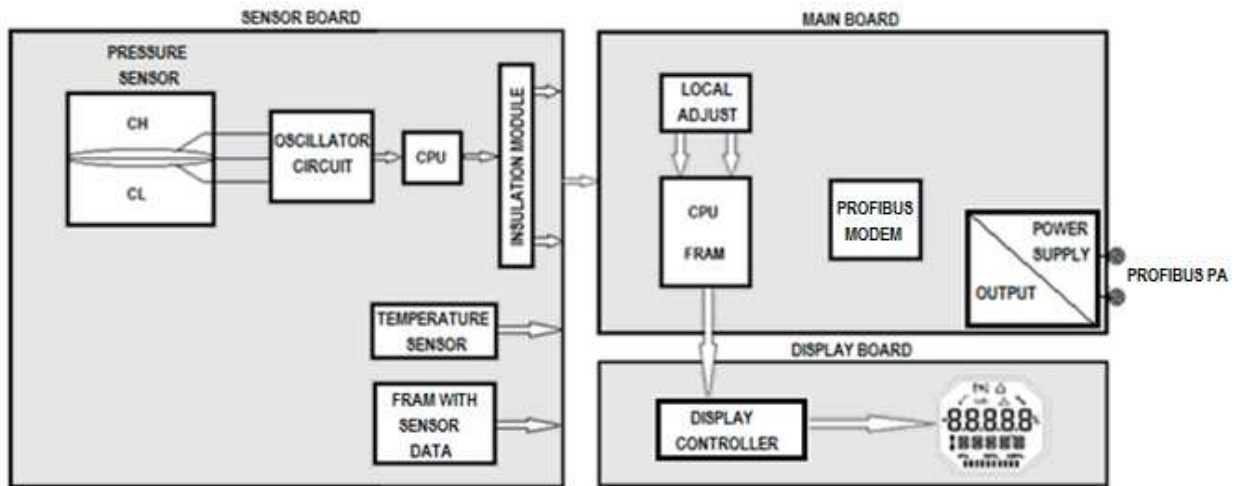 SENSOR BOARD
PRESSURE
SENSOR
CH
CL
OSCILLATOR
CIRCUIT
CPU
INSULATION MODULE
TEMPERATURE
SENSOR
FRAM WITH
SENSOR
DATA
MAIN BOARD
LOCAL
ADJUST
CPU
FRAM
PROFIBUS
MODEM
POWER
SUPPLY
OUTPUT
PROFIBUS PA
DISPLAY BOARD
DISPLAY
CONTROLLER
88888